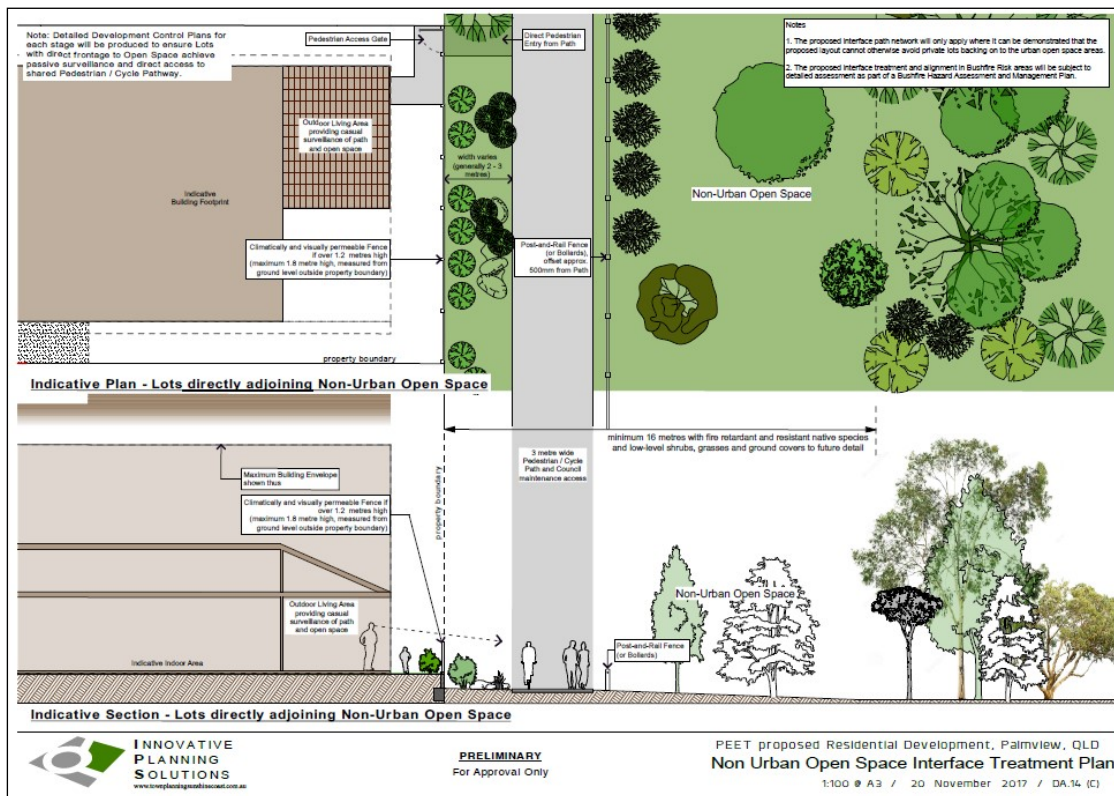 Note: Detailed Development Control Plans for
each stage will be produced to ensure Lots
with direct frontage to Open Space achieve
passive surveillance and direct access to
shared Pedestrian / Cycle Pathway.
Pedestrian Access Gate
Direct Pedestrian
Entry from Path
Notes
1. The proposed interface path network will only apply where it can be demonstrated that the
proposed layout cannot otherwise avoid private lots backing on to the urban open space areas.
2. The proposed interface treatment and alignment in Bushfire Risk areas will be subject to
detailed assessment as part of a Bushfire Hazard Assessment and Management Plan.
Outdoor Living Area
providing casual
surveillance of path
and open space
width varies
(generally 2 - 3
metres)
Indicative
Building Footprint
Non-Urban Open Space
Climatically and visually permeable Fence
if over 1.2 metres high
(maximum 1.8 metre high, measured from
ground level outside property boundary)
Post-and-Rail Fence
(or Bollards),
offset approx.
500mm from Path
property boundary
Indicative Plan - Lots directly adjoining Non-Urban Open Space
minimum 16 metres with fire retardant and resistant native species
and low-level shrubs, grasses and ground covers to future detail
3 metre wide
Pedestrian / Cycle
Path and Council
maintenance access
Maximum Building Envelope
shown thus
Climatically and visually permeable Fence if
over 1.2 metres high
(maximum 1.8 metre high, measured from
ground level outside property boundary)
property boundary
Outdoor Living Area
providing casual
surveillance of path
and open space
Non-Urban Open Space
Post-and-Rail Fence
(or Bollards)
Indicative Indoor Area
Indicative Section - Lots directly adjoining Non-Urban Open Space
INNOVATIVE
PLANNING
SOLUTIONS
www.townplanningsunshinecoast.com.au
PRELIMINARY
For Approval Only
PEET proposed Residential Development, Palmview, QLD
Non Urban Open Space Interface Treatment Plan
1:100 @ A3 / 20 November 2017 / DA.14 (C)